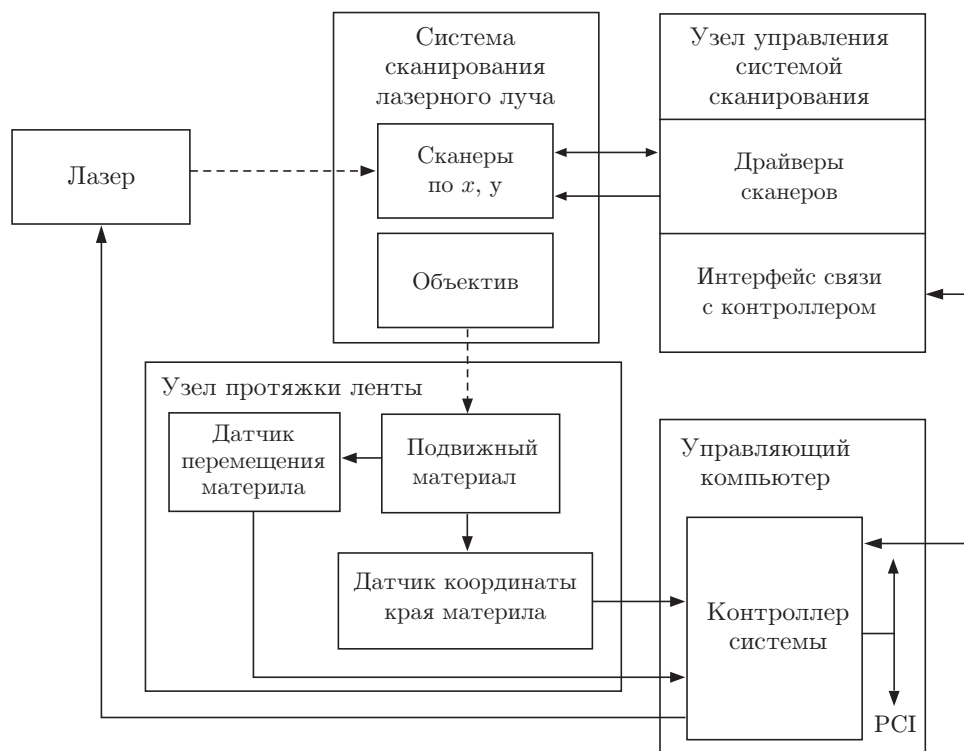 Система
сканирования
лазерного луча
Узел управления
системой
сканирования
Лазер
Сканеры
по x, y
Драйверы
сканеров
Объектив
Интерфейс связи
с контроллером
Узел протяжки ленты
Датчик
перемещения
материла
Подвижный
материал
Управляющий
компьютер
Датчик координаты
края материла
Контроллер
системы
PCI